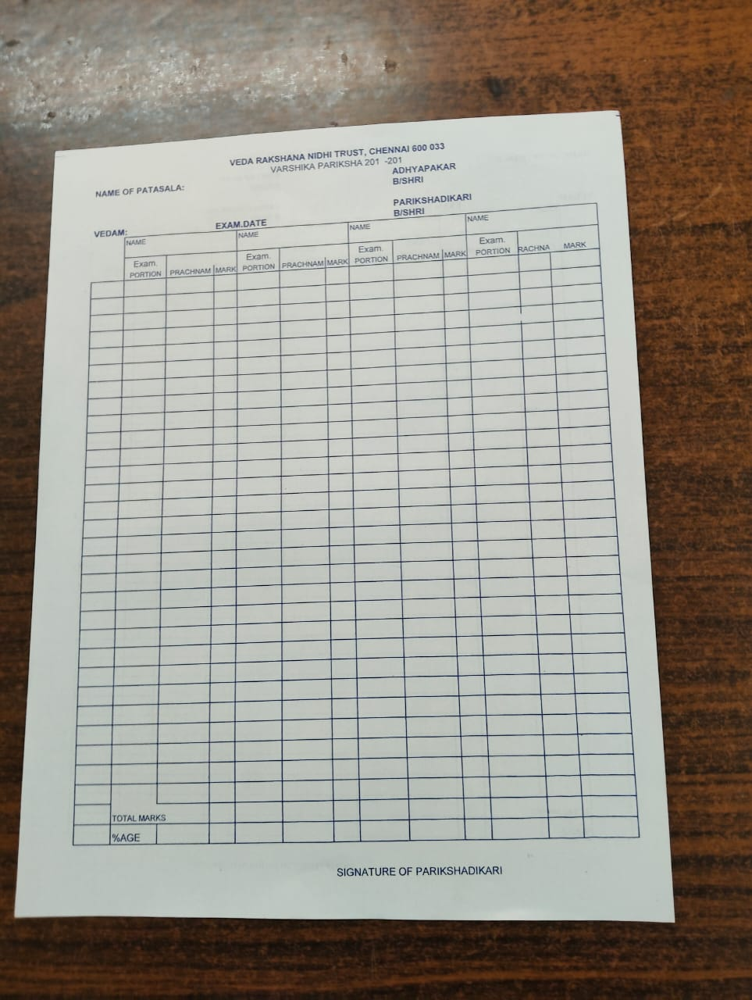 VEDA RAKSHANA NIDHI TRUST, CHENNAI 600 033
VARSHIKA PARIKSHA 201 -201
ADHYAPAKAR
NAME OF PATASALA: B/SHRI
PARIKSHADIKARI
EXAM.DATE B/SHRI
VEDAM: NAME NAME NAME NAME
Exam. Exam. Exam. Exam.
PORTION PRACHNAM MARK PORTION PRACHNAM MARK PORTION PRACHNAM MARK PORTION RACHNA MARK
TOTAL MARKS
%AGE
SIGNATURE OF PARIKSHADIKARI